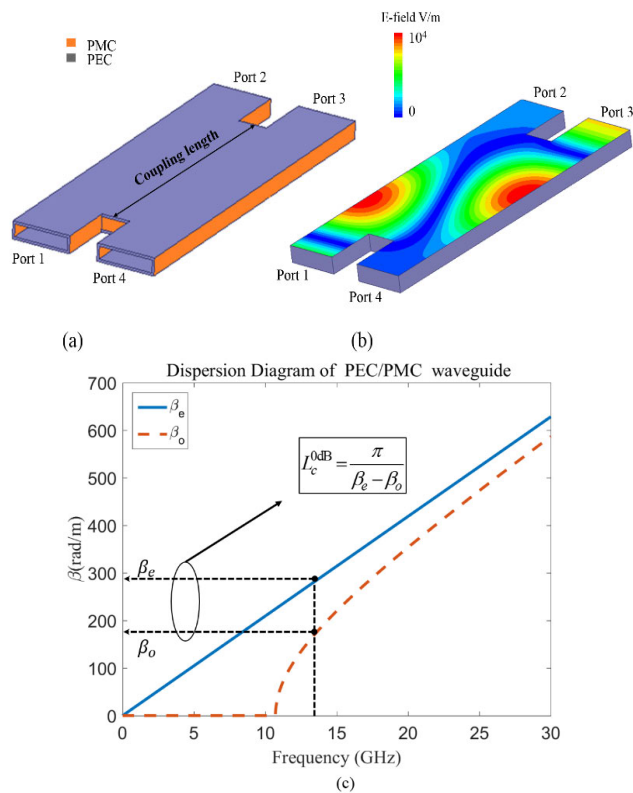 PMC
PEC
Port 2
Port 3
Coupling length
Port 1
Port 4
(a)
E-field V/m
10⁴
0
Port 2
Port 3
Port 1
Port 4
(b)
Dispersion Diagram of PEC/PMC waveguide
700
600
500
400
300
200
100
0
β(rad/m)
β_e
β_o
L_c^{0dB} = π / (β_e − β_o)
β_e
β_o
0 5 10 15 20 25 30
Frequency (GHz)
(c)